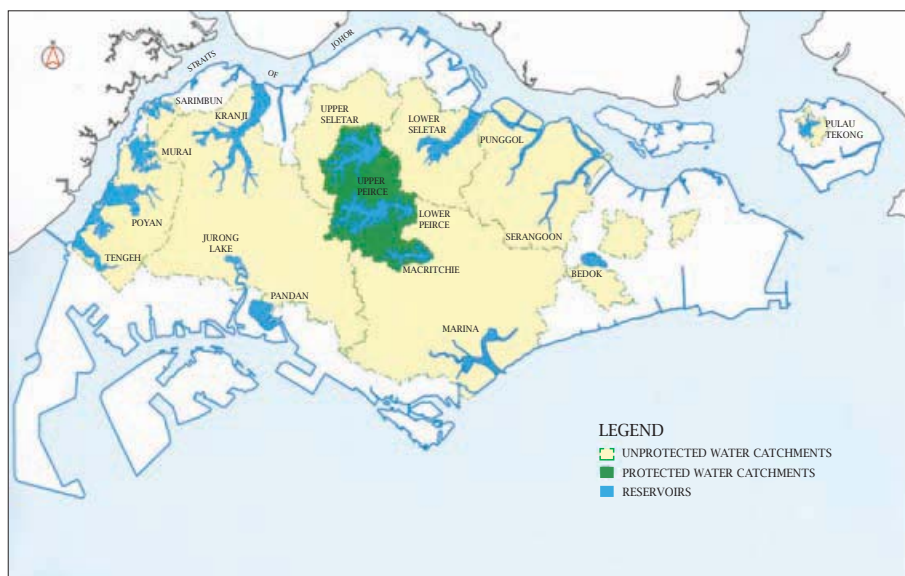 STRAITS
OF
JOHOR
SARIMBUN
KRANJI
UPPER
SELETAR
LOWER
SELETAR
PUNGGOL
PULAU
TEKONG
MURAI
UPPER
PEIRCE
POYAN
LOWER
PEIRCE
TENGEH
JURONG
LAKE
SERANGOON
MACRITCHIE
BEDOK
PANDAN
MARINA
LEGEND
UNPROTECTED WATER CATCHMENTS
PROTECTED WATER CATCHMENTS
RESERVOIRS